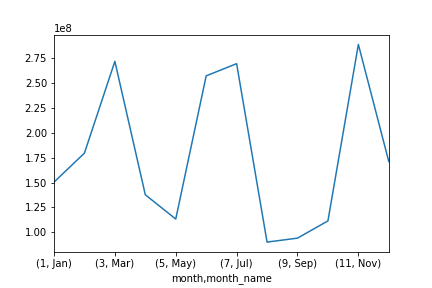 1e8
2.75
2.50
2.25
2.00
1.75
1.50
1.25
1.00
(1, Jan) (3, Mar) (5, May) (7, Jul) (9, Sep) (11, Nov)
month,month_name